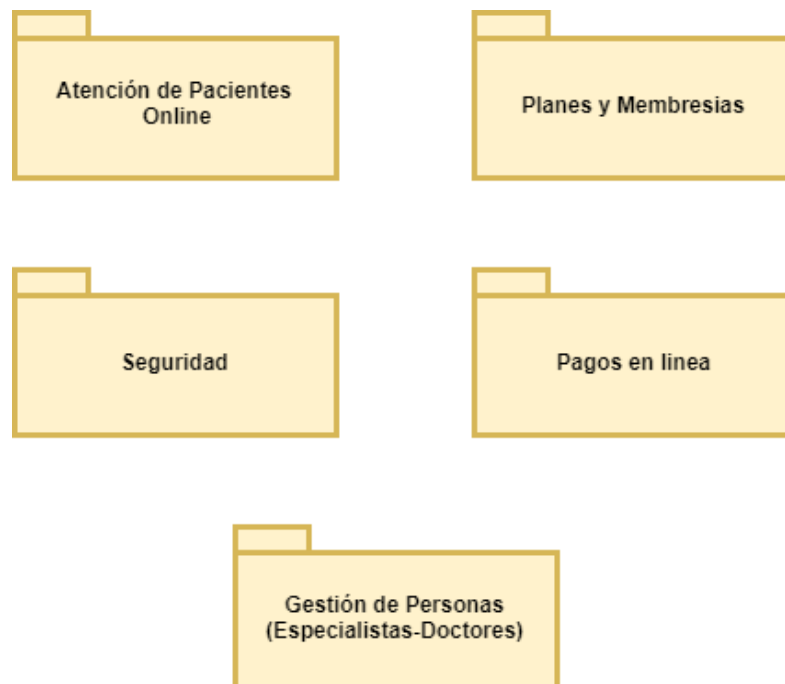 Atención de Pacientes
Online
Planes y Membresias
Seguridad
Pagos en linea
Gestión de Personas
(Especialistas-Doctores)